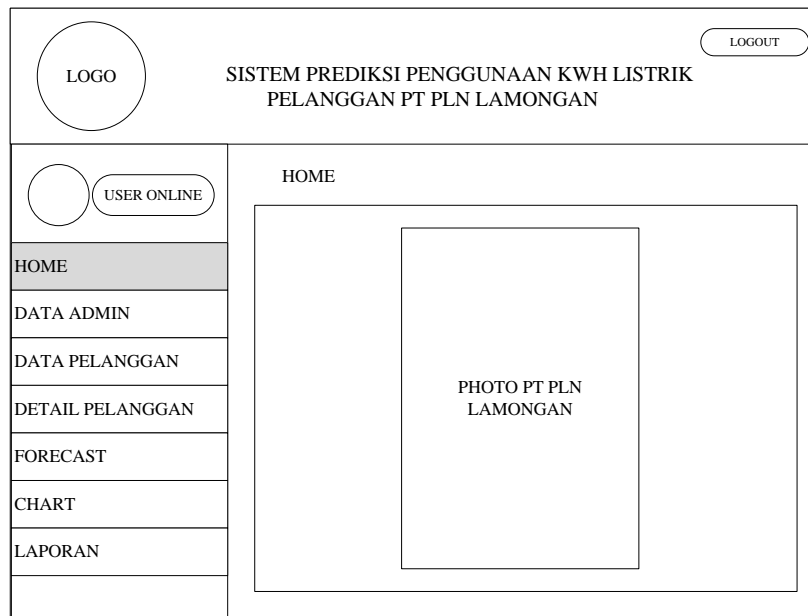 LOGO
SISTEM PREDIKSI PENGGUNAAN KWH LISTRIK
PELANGGAN PT PLN LAMONGAN
LOGOUT
USER ONLINE
HOME
DATA ADMIN
DATA PELANGGAN
DETAIL PELANGGAN
FORECAST
CHART
LAPORAN
HOME
PHOTO PT PLN
LAMONGAN